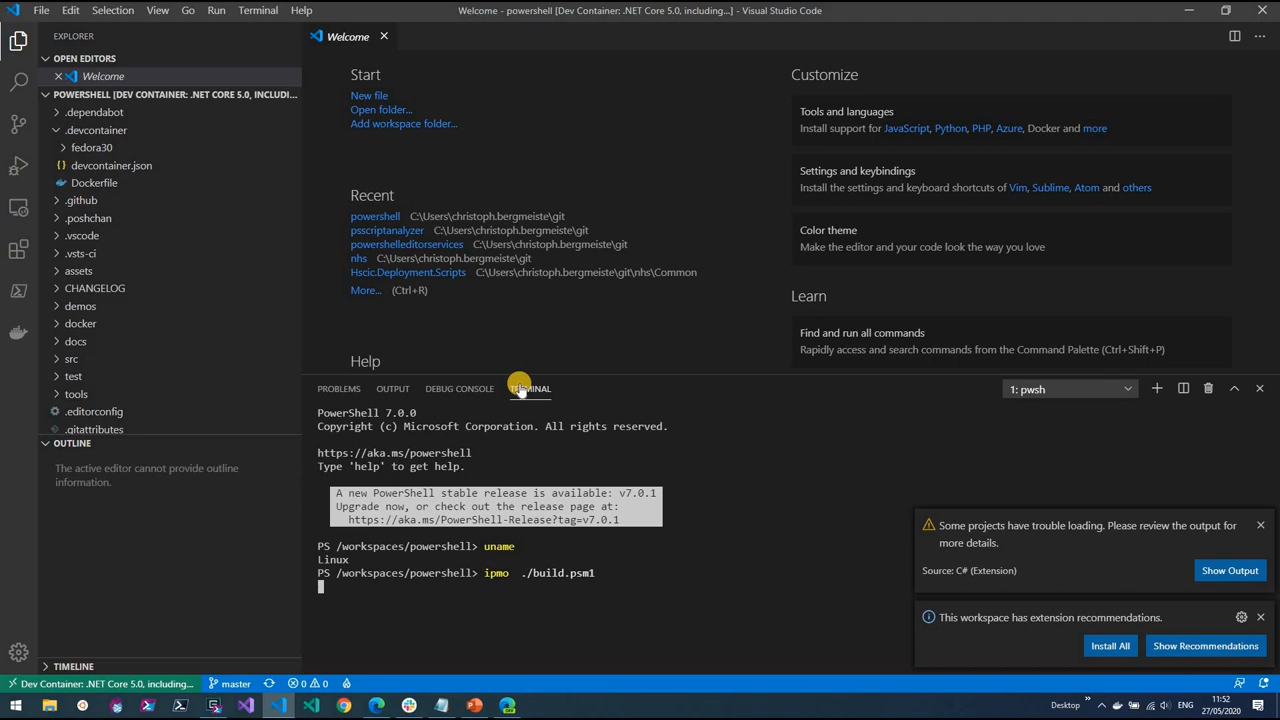 File Edit Selection View Go Run Terminal Help
Welcome - powershell [Dev Container: .NET Core 5.0, including...] - Visual Studio Code
EXPLORER
OPEN EDITORS
Welcome
POWERSHELL [DEV CONTAINER: .NET CORE 5.0, INCLUDI...
.dependabot
.devcontainer
fedora30
{} devcontainer.json
Dockerfile
.github
.poshchan
.vscode
.vsts-ci
assets
CHANGELOG
demos
docker
docs
src
test
tools
.editorconfig
.gitattributes
OUTLINE
The active editor cannot provide outline
information.
TIMELINE
Welcome
Start
New file
Open folder...
Add workspace folder...
Recent
powershell C:\Users\christoph.bergmeiste\git
psscriptanalyzer C:\Users\christoph.bergmeiste\git
powershelleditorservices C:\Users\christoph.bergmeiste\git
nhs C:\Users\christoph.bergmeiste\git
Hscic.Deployment.Scripts C:\Users\christoph.bergmeiste\git\nhs\Common
More... (Ctrl+R)
Help
Customize
Tools and languages
Install support for JavaScript, Python, PHP, Azure, Docker and more
Settings and keybindings
Install the settings and keyboard shortcuts of Vim, Sublime, Atom and others
Color theme
Make the editor and your code look the way you love
Learn
Find and run all commands
Rapidly access and search commands from the Command Palette (Ctrl+Shift+P)
PROBLEMS OUTPUT DEBUG CONSOLE TERMINAL
1: pwsh
PowerShell 7.0.0
Copyright (c) Microsoft Corporation. All rights reserved.
https://aka.ms/powershell
Type 'help' to get help.
A new PowerShell stable release is available: v7.0.1
Upgrade now, or check out the release page at:
https://aka.ms/PowerShell-Release?tag=v7.0.1
PS /workspaces/powershell> uname
Linux
PS /workspaces/powershell> ipmo  ./build.psm1
Some projects have trouble loading. Please review the output for
more details.
Source: C# (Extension)
Show Output
This workspace has extension recommendations.
Install All
Show Recommendations
Dev Container: .NET Core 5.0, including... master 0 0
Desktop
ENG
11:52
27/05/2020